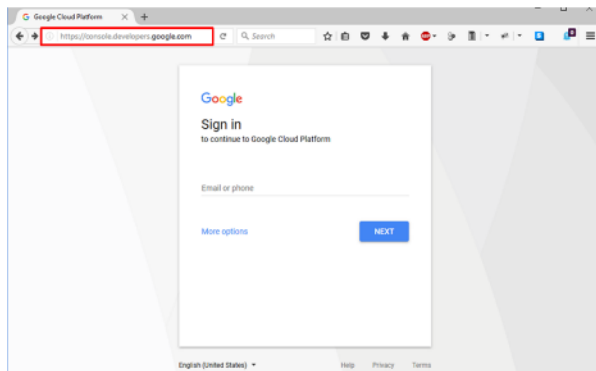 Google Cloud Platform
https://console.developers.google.com
Search
Google
Sign in
to continue to Google Cloud Platform
Email or phone
More options
NEXT
English (United States)
Help Privacy Terms